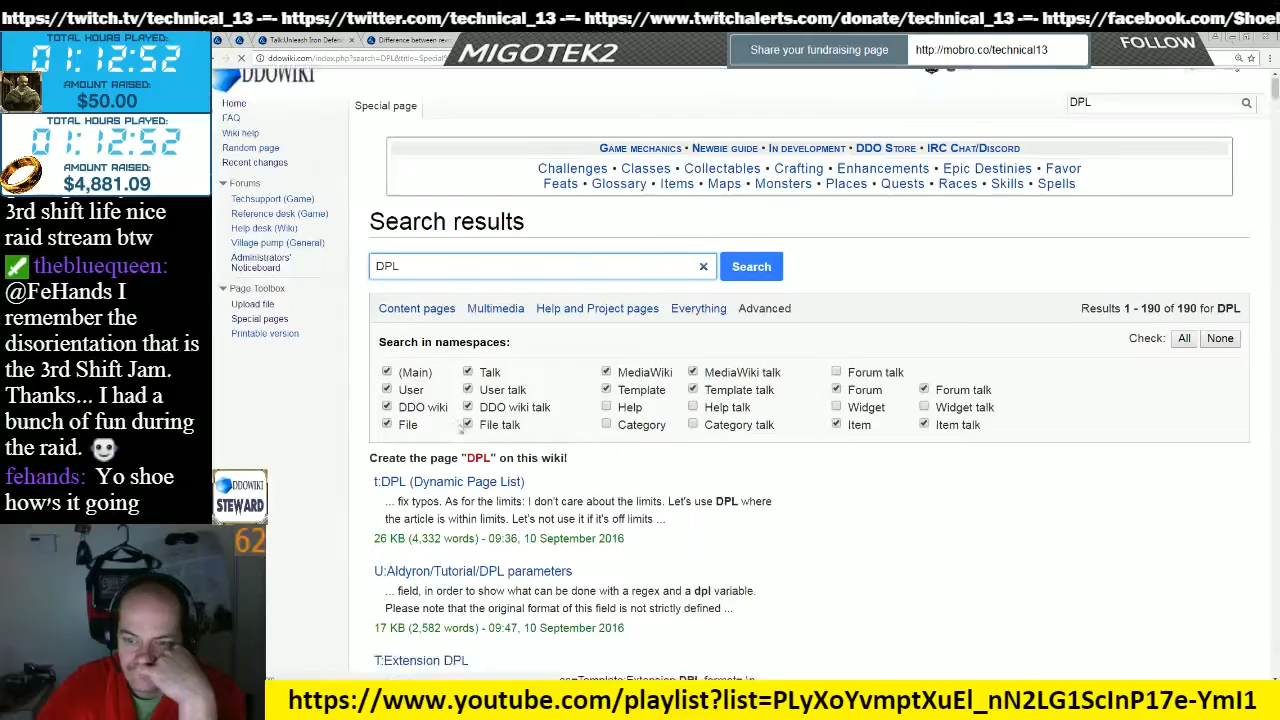 https://twitch.tv/technical_13 -=- https://twitter.com/technical_13 -=- https://www.twitchalerts.com/donate/technical_13 -=- https://facebook.com/$hoe
01:12:52
AMOUNT RAISED:
$50.00
TOTAL HOURS PLAYED:
01:12:52
AMOUNT RAISED:
$4,881.09
3rd shift life nice
raid stream btw
thebluequeen:
@FeHands I
remember the
disorientation that is
the 3rd Shift Jam.
Thanks... I had a
bunch of fun during
the raid.
fehands: Yo shoe
how's it going
Talk:Unleash Iron Defen
Difference between rev
ddowiki.com/index.php?search=DPL&title=Special
MIGOTEK2
Share your fundraising page
http://mobro.co/technical13
FOLLOW
DDOWIKI
Home
FAQ
Wiki help
Random page
Recent changes
Forums
Techsupport (Game)
Reference desk (Game)
Help desk (Wiki)
Village pump (General)
Administrators'
Noticeboard
Page Toolbox
Upload file
Special pages
Printable version
DDOWIKI
STEWARD
62
Special page
DPL
Game mechanics • Newbie guide • In development • DDO Store • IRC Chat/Discord
Challenges • Classes • Collectables • Crafting • Enhancements • Epic Destinies • Favor
Feats • Glossary • Items • Maps • Monsters • Places • Quests • Races • Skills • Spells
Search results
DPL
Search
Content pages Multimedia Help and Project pages Everything Advanced
Results 1 - 190 of 190 for DPL
Search in namespaces:
Check: All None
(Main) Talk MediaWiki MediaWiki talk Forum talk
User User talk Template Template talk Forum Forum talk
DDO wiki DDO wiki talk Help Help talk Widget Widget talk
File File talk Category Category talk Item Item talk
Create the page "DPL" on this wiki!
t:DPL (Dynamic Page List)
... fix typos. As for the limits: I don't care about the limits. Let's use DPL where
the article is within limits. Let's not use it if it's off limits ...
26 KB (4,332 words) - 09:36, 10 September 2016
U:Aldyron/Tutorial/DPL parameters
... field, in order to show what can be done with a regex and a dpl variable.
Please note that the original format of this field is not strictly defined ...
17 KB (2,582 words) - 09:47, 10 September 2016
T:Extension DPL
https://www.youtube.com/playlist?list=PLyXoYvmptXuEl_nN2LG1ScInP17e-YmI1